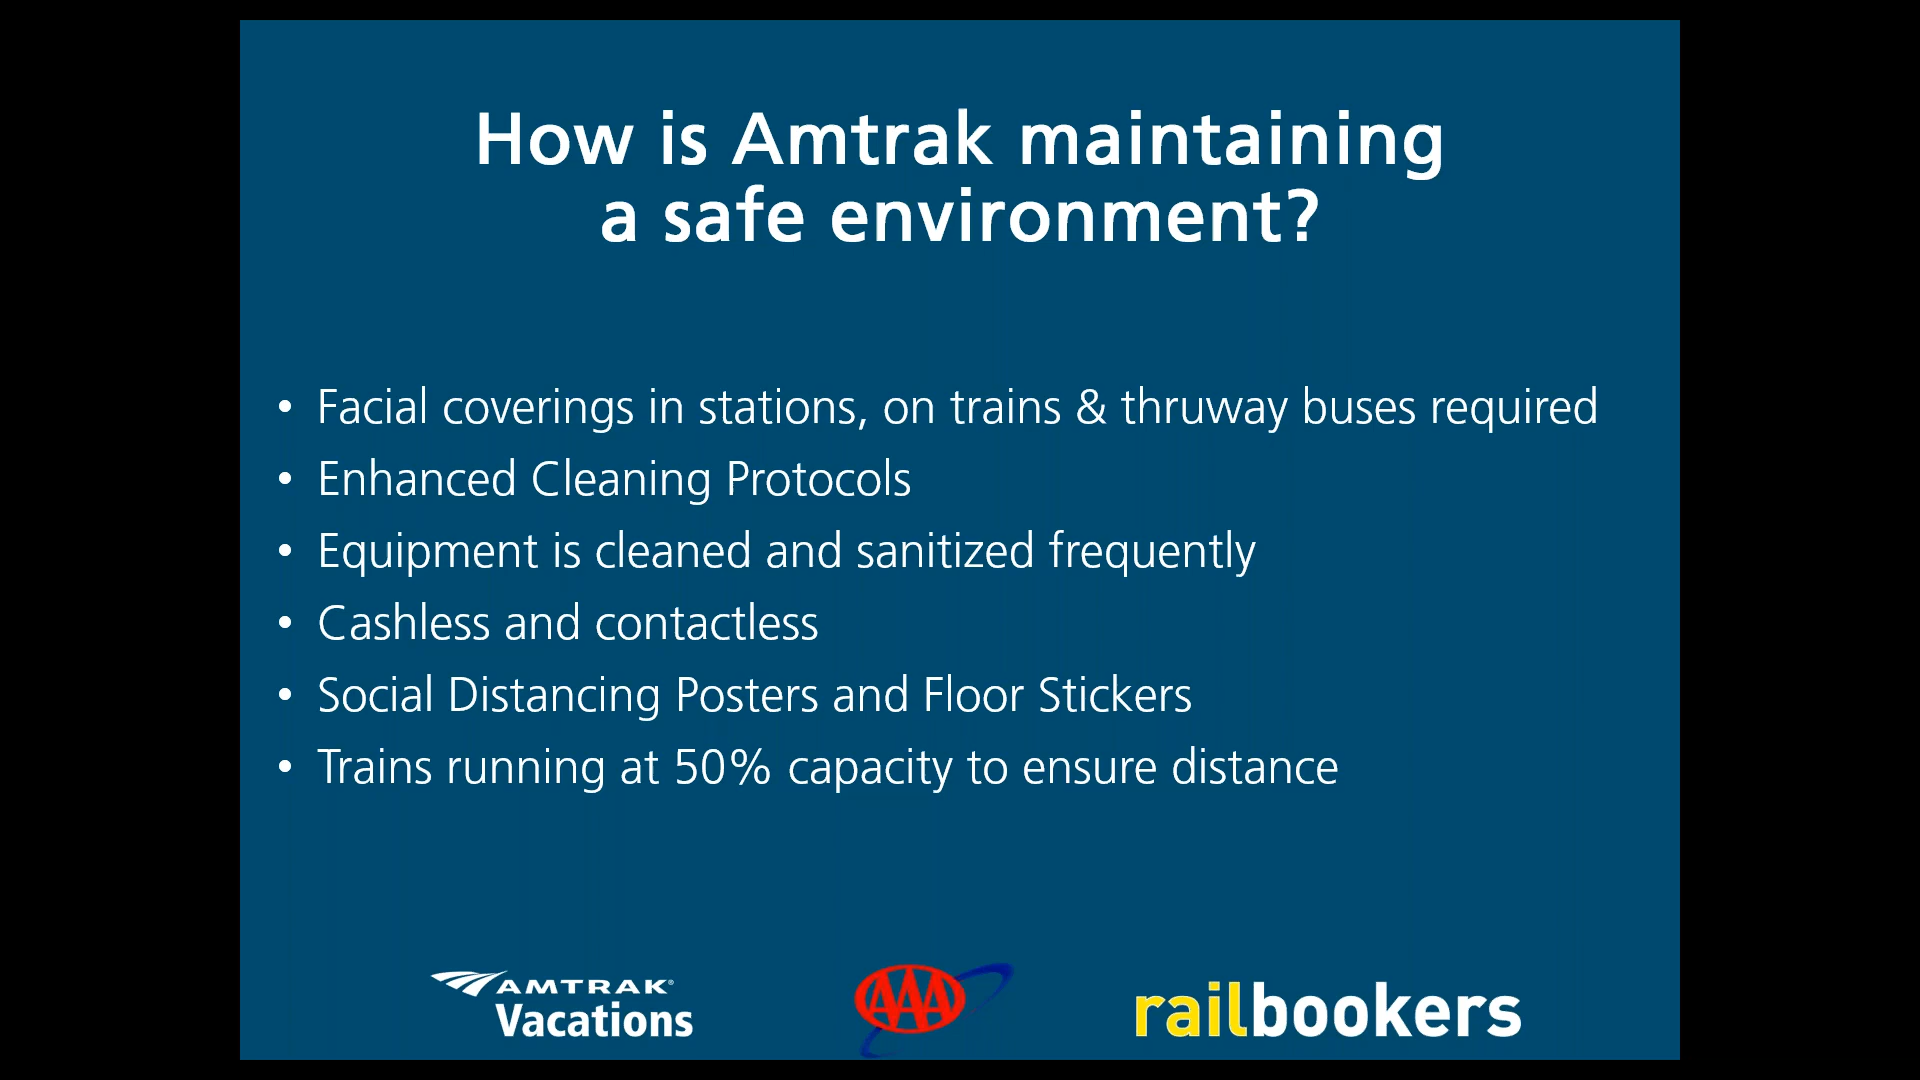 How is Amtrak maintaining
a safe environment?
• Facial coverings in stations, on trains & thruway buses required
• Enhanced Cleaning Protocols
• Equipment is cleaned and sanitized frequently
• Cashless and contactless
• Social Distancing Posters and Floor Stickers
• Trains running at 50% capacity to ensure distance
AMTRAK®
Vacations
AAA
railbookers